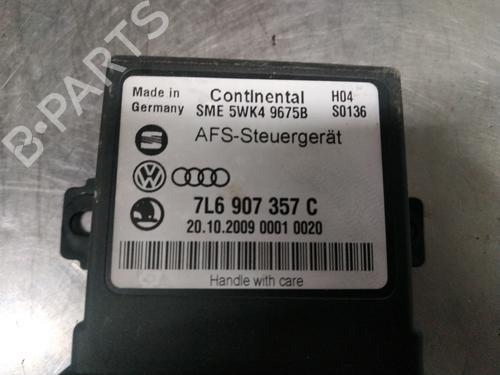 Made in
Germany
Continental
SME 5WK4 9675B
H04
S0136
AFS-Steuergerät
7L6 907 357 C
20.10.2009 0001 0020
Handle with care
B-PARTS